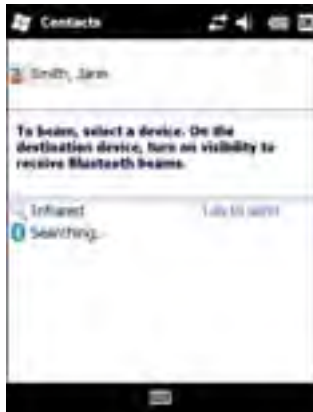 Contacts
Smith, Jann
To beam, select a device. On the
destination device, turn on visibility to
receive Bluetooth beams.
Infrared
Searching..